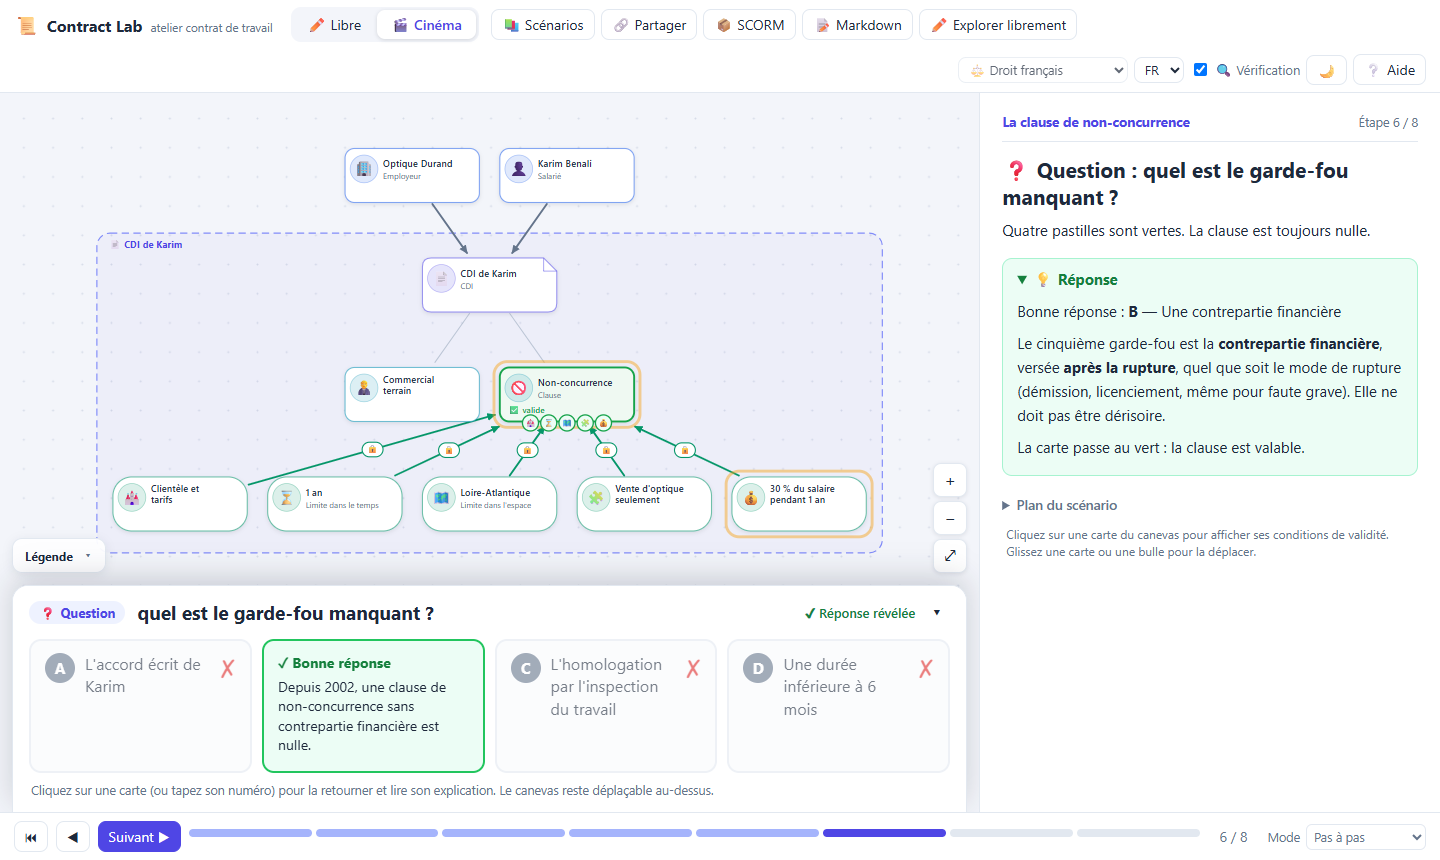 Contract Lab atelier contrat de travail Libre Cinéma Scénarios Partager SCORM Markdown Explorer librement
Droit français FR Vérification Aide
Optique Durand
Employeur
Karim Benali
Salarié
CDI de Karim
CDI de Karim
CDI
Commercial
terrain
Non-concurrence
Clause
valide
Clientèle et
tarifs
1 an
Limite dans le temps
Loire-Atlantique
Limite dans l'espace
Vente d'optique
seulement
30 % du salaire
pendant 1 an
Légende
+
−
Question quel est le garde-fou manquant ? ✓ Réponse révélée
A L'accord écrit de
Karim
✓ Bonne réponse
Depuis 2002, une clause de
non-concurrence sans
contrepartie financière est
nulle.
C L'homologation
par l'inspection
du travail
D Une durée
inférieure à 6
mois
Cliquez sur une carte (ou tapez son numéro) pour la retourner et lire son explication. Le canevas reste déplaçable au-dessus.
La clause de non-concurrence Étape 6 / 8
Question : quel est le garde-fou
manquant ?
Quatre pastilles sont vertes. La clause est toujours nulle.
Réponse
Bonne réponse : B — Une contrepartie financière
Le cinquième garde-fou est la contrepartie financière,
versée après la rupture, quel que soit le mode de rupture
(démission, licenciement, même pour faute grave). Elle ne
doit pas être dérisoire.
La carte passe au vert : la clause est valable.
Plan du scénario
Cliquez sur une carte du canevas pour afficher ses conditions de validité.
Glissez une carte ou une bulle pour la déplacer.
Suivant 6 / 8 Mode Pas à pas